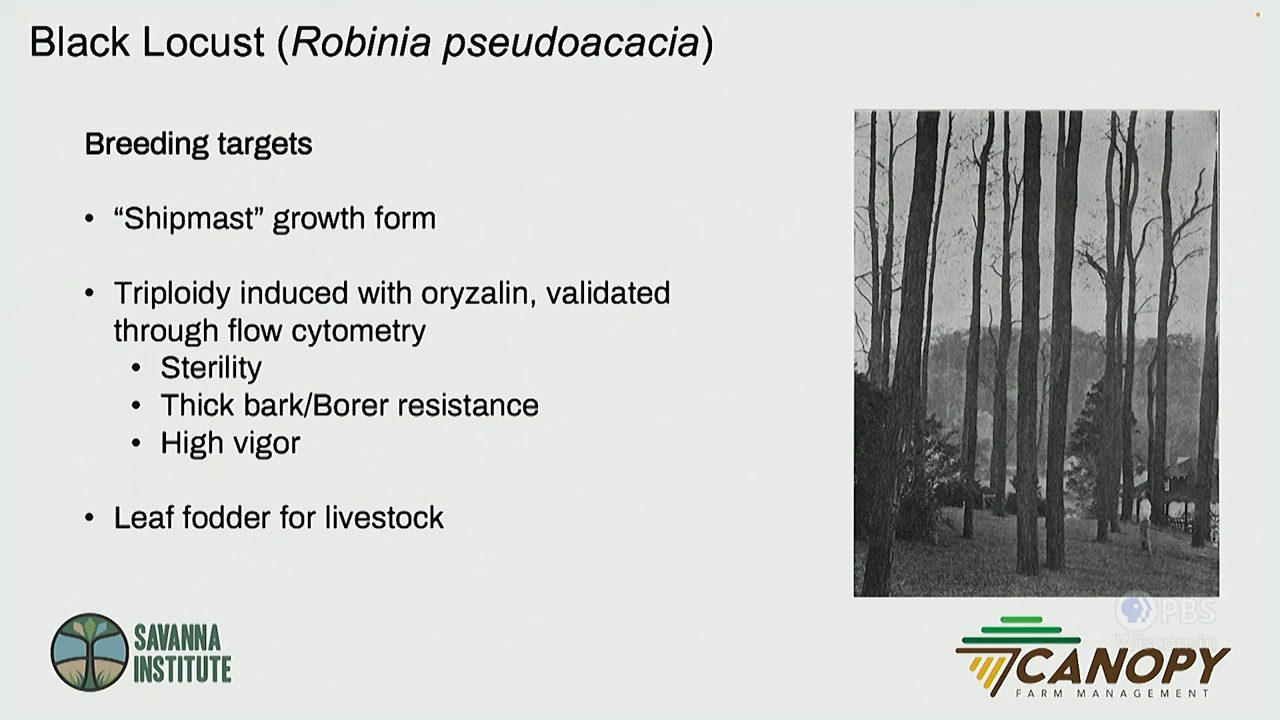 Black Locust (Robinia pseudoacacia)
Breeding targets
• “Shipmast” growth form
• Triploidy induced with oryzalin, validated
through flow cytometry
• Sterility
• Thick bark/Borer resistance
• High vigor
• Leaf fodder for livestock
SAVANNA
INSTITUTE
PBS
Wisconsin
CANOPY
FARM MANAGEMENT